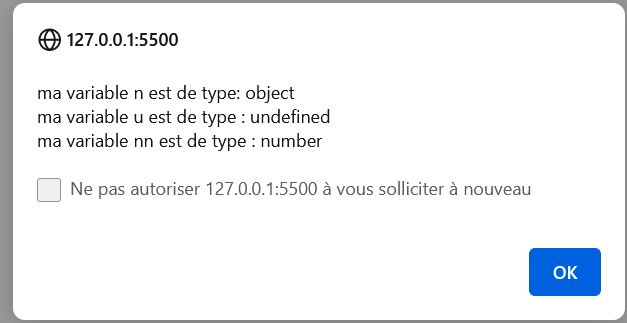 127.0.0.1:5500
ma variable n est de type: object
ma variable u est de type : undefined
ma variable nn est de type : number
Ne pas autoriser 127.0.0.1:5500 à vous solliciter à nouveau
OK